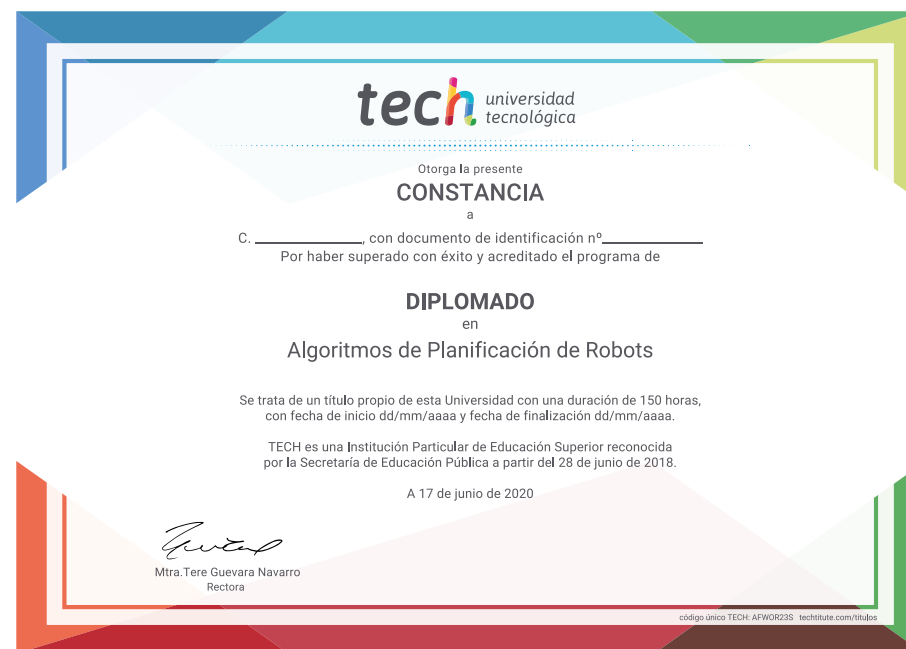 tech universidad
tecnológica
Otorga la presente
CONSTANCIA
a
C. ____________, con documento de identificación nº____________
Por haber superado con éxito y acreditado el programa de
DIPLOMADO
en
Algoritmos de Planificación de Robots
Se trata de un título propio de esta Universidad con una duración de 150 horas,
con fecha de inicio dd/mm/aaaa y fecha de finalización dd/mm/aaaa.
TECH es una Institución Particular de Educación Superior reconocida
por la Secretaría de Educación Pública a partir del 28 de junio de 2018.
A 17 de junio de 2020
Mtra.Tere Guevara Navarro
Rectora
código único TECH: AFWOR23S techtitute.com/titulos